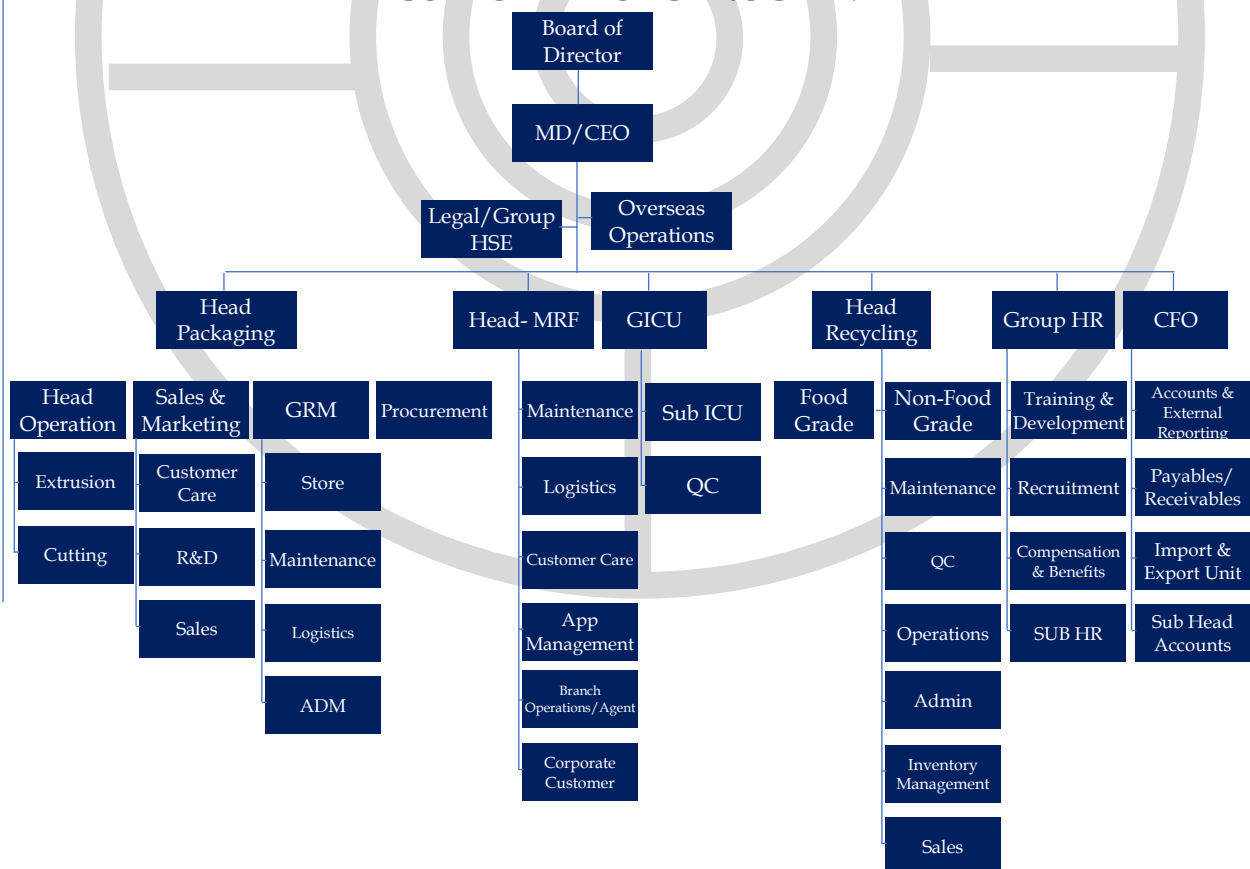 Board of
Director
MD/CEO
Legal/Group
HSE
Overseas
Operations
Head
Packaging
Head- MRF
GICU
Head
Recycling
Group HR
CFO
Head
Operation
Sales &
Marketing
GRM
Procurement
Maintenance
Sub ICU
Food
Grade
Non-Food
Grade
Training &
Development
Accounts &
External
Reporting
Extrusion
Customer
Care
Store
Logistics
QC
Maintenance
Recruitment
Payables/
Receivables
Cutting
R&D
Maintenance
Customer Care
QC
Compensation
& Benefits
Import &
Export Unit
Sales
Logistics
App
Management
Operations
SUB HR
Sub Head
Accounts
ADM
Branch
Operations/Agent
Admin
Corporate
Customer
Inventory
Management
Sales